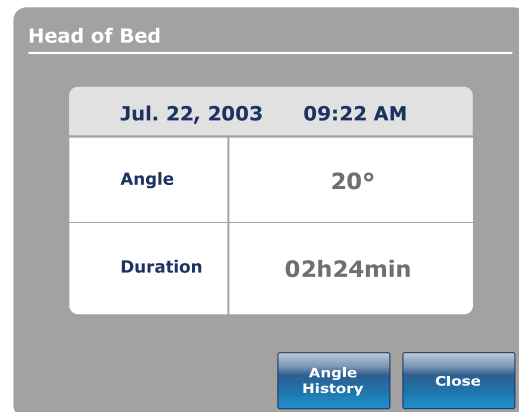 Head of Bed
Jul. 22, 2003 09:22 AM
Angle 20°
Duration 02h24min
Angle
History
Close